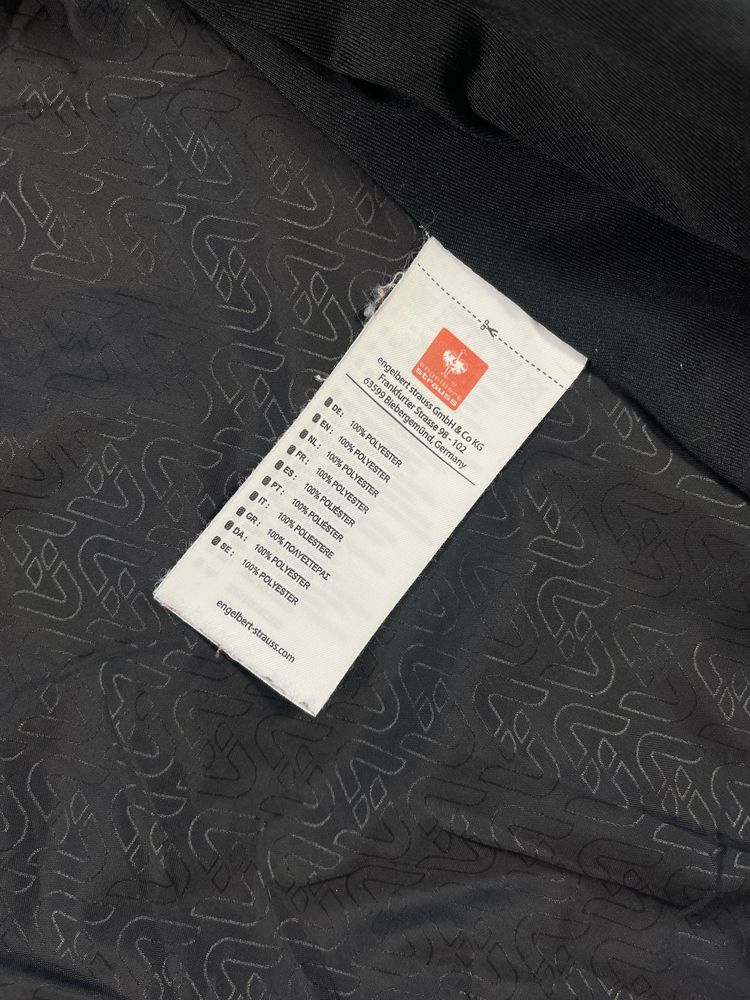 engelbert
strauss
engelbert strauss GmbH & Co KG
Frankfurter Strasse 98 - 102
63599 Biebergemünd, Germany
DE: 100% POLYESTER
EN: 100% POLYESTER
NL: 100% POLYESTER
FR: 100% POLYESTER
ES: 100% POLIÉSTER
PT: 100% POLIÉSTER
IT: 100% POLIESTERE
GR: 100% ΠΟΛΥΕΣΤΕΡΑΣ
DA: 100% POLYESTER
SE: 100% POLYESTER
engelbert-strauss.com